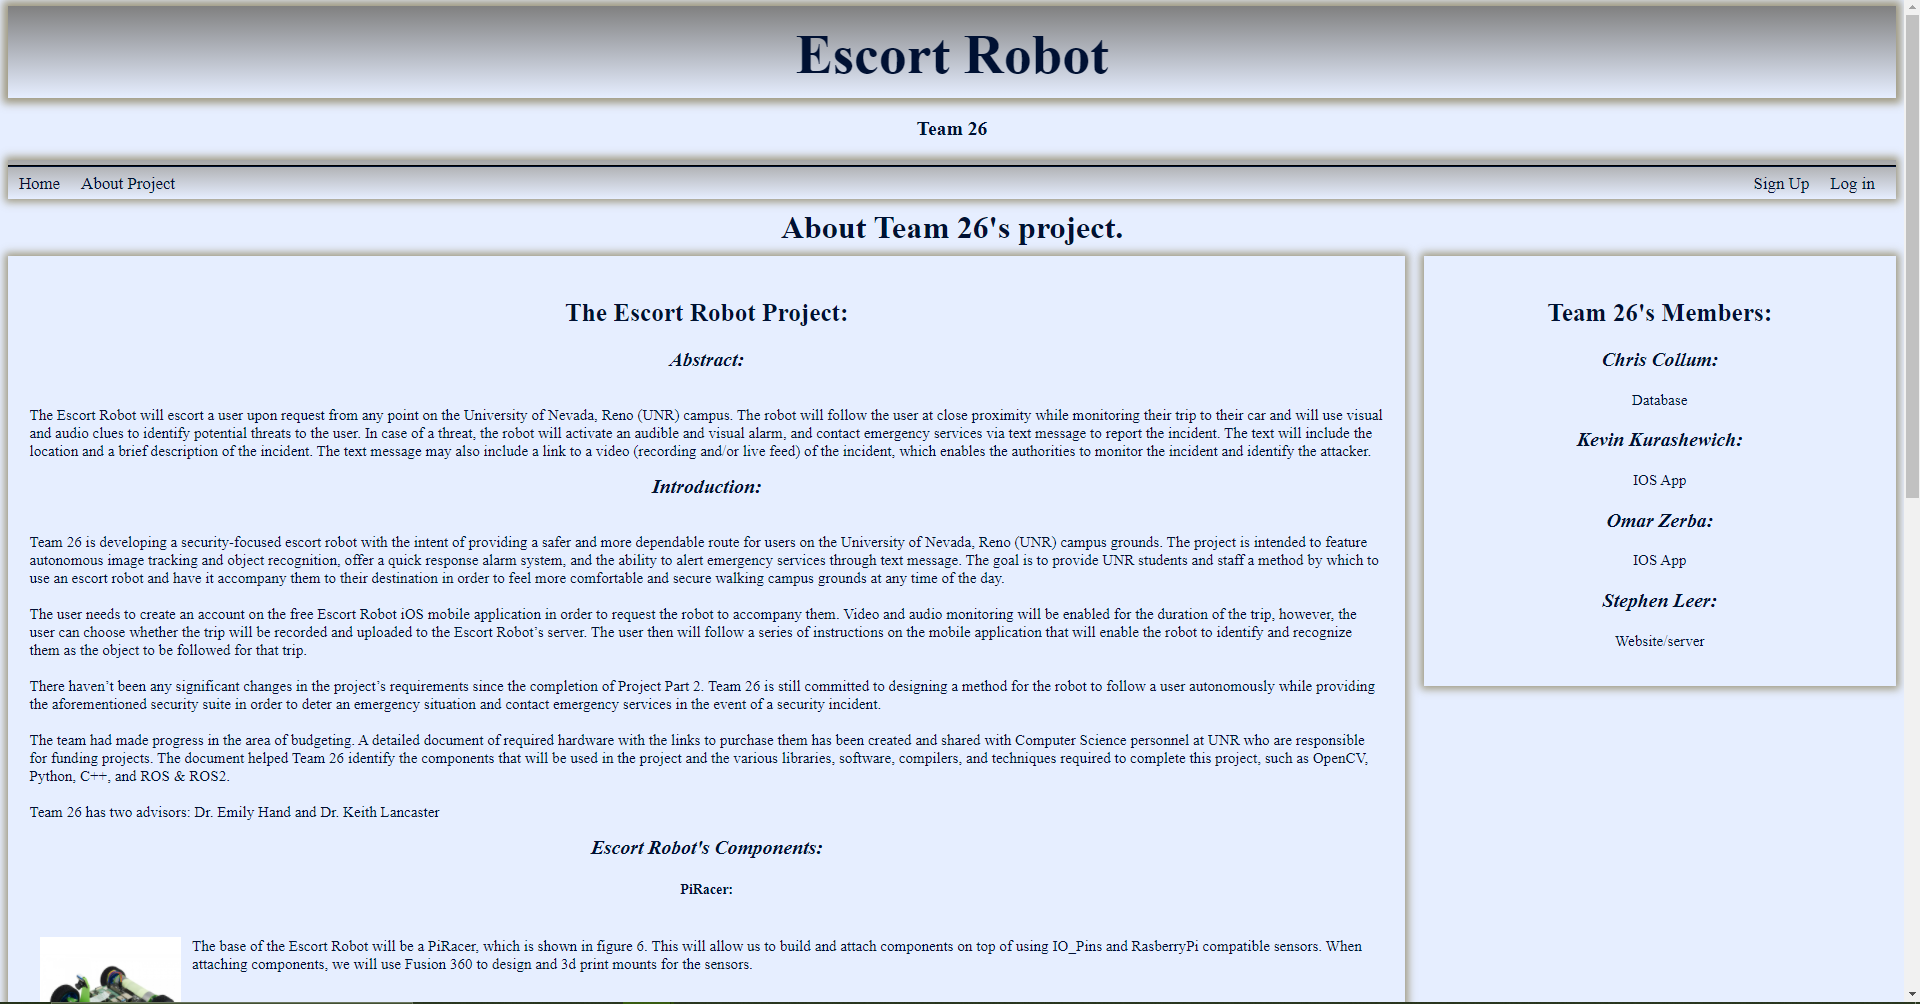 Escort Robot
Team 26
Home About Project Sign Up Log in
About Team 26's project.
The Escort Robot Project:
Abstract:
The Escort Robot will escort a user upon request from any point on the University of Nevada, Reno (UNR) campus. The robot will follow the user at close proximity while monitoring their trip to their car and will use visual
and audio clues to identify potential threats to the user. In case of a threat, the robot will activate an audible and visual alarm, and contact emergency services via text message to report the incident. The text will include the
location and a brief description of the incident. The text message may also include a link to a video (recording and/or live feed) of the incident, which enables the authorities to monitor the incident and identify the attacker.
Introduction:
Team 26 is developing a security-focused escort robot with the intent of providing a safer and more dependable route for users on the University of Nevada, Reno (UNR) campus grounds. The project is intended to feature
autonomous image tracking and object recognition, offer a quick response alarm system, and the ability to alert emergency services through text message. The goal is to provide UNR students and staff a method by which to
use an escort robot and have it accompany them to their destination in order to feel more comfortable and secure walking campus grounds at any time of the day.
The user needs to create an account on the free Escort Robot iOS mobile application in order to request the robot to accompany them. Video and audio monitoring will be enabled for the duration of the trip, however, the
user can choose whether the trip will be recorded and uploaded to the Escort Robot’s server. The user then will follow a series of instructions on the mobile application that will enable the robot to identify and recognize
them as the object to be followed for that trip.
There haven’t been any significant changes in the project’s requirements since the completion of Project Part 2. Team 26 is still committed to designing a method for the robot to follow a user autonomously while providing
the aforementioned security suite in order to deter an emergency situation and contact emergency services in the event of a security incident.
The team had made progress in the area of budgeting. A detailed document of required hardware with the links to purchase them has been created and shared with Computer Science personnel at UNR who are responsible
for funding projects. The document helped Team 26 identify the components that will be used in the project and the various libraries, software, compilers, and techniques required to complete this project, such as OpenCV,
Python, C++, and ROS & ROS2.
Team 26 has two advisors: Dr. Emily Hand and Dr. Keith Lancaster
Escort Robot's Components:
PiRacer:
The base of the Escort Robot will be a PiRacer, which is shown in figure 6. This will allow us to build and attach components on top of using IO_Pins and RasberryPi compatible sensors. When
attaching components, we will use Fusion 360 to design and 3d print mounts for the sensors.
Team 26's Members:
Chris Collum:
Database
Kevin Kurashewich:
IOS App
Omar Zerba:
IOS App
Stephen Leer:
Website/server